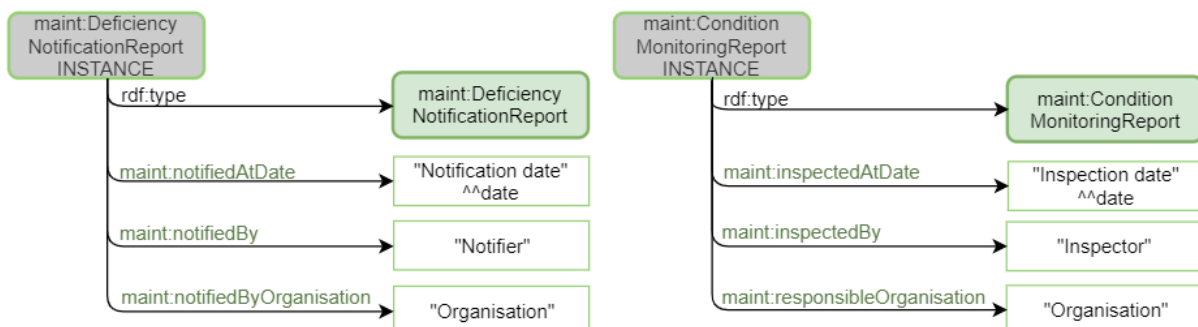 maint:Deficiency
NotificationReport
INSTANCE
rdf:type
maint:Deficiency
NotificationReport
maint:notifiedAtDate
"Notification date"
^^date
maint:notifiedBy
"Notifier"
maint:notifiedByOrganisation
"Organisation"
maint:Condition
MonitoringReport
INSTANCE
rdf:type
maint:Condition
MonitoringReport
maint:inspectedAtDate
"Inspection date"
^^date
maint:inspectedBy
"Inspector"
maint:responsibleOrganisation
"Organisation"